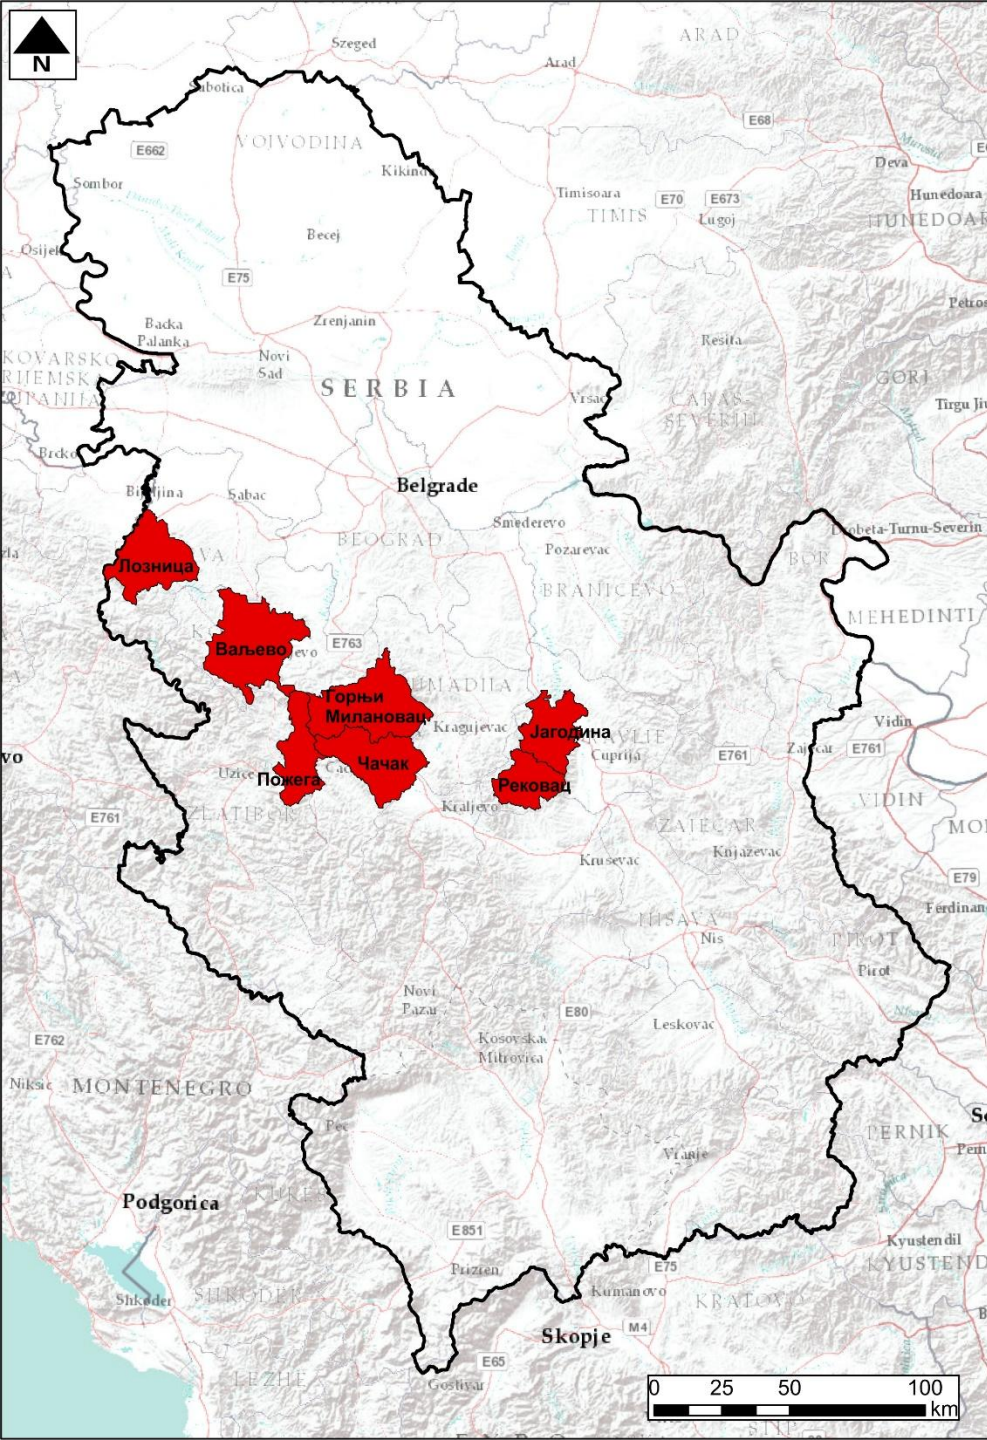 N
Szeged
ARAD
Arad
Subotica
E68
VOJVODINA
E662
Deva
Kikinda
Sombor
Timisoara
E70
E673
Hunedoara
TIMIS
Lugoj
Becej
Osijek
E75
Backa
Palanka
Zrenjanin
Novi
Sad
Resita
SERBIA
Vrsac
CARAS-
SEVERIN
GORJ
Tirgu Jiu
Brcko
Belgrade
Bijeljina
Sabac
Smederevo
Drobeta-Turnu-Severin
BEOGRAD
Pozarevac
BOR
Лозница
BRANICEVO
MEHEDINTI
E763
Ваљево
Горњи
Милановац
Kragujevac
Јагодина
Vidin
Cuprija
E761
Zajecar
E761
Чачак
Uzice
Пожега
Рековац
ZLATIBOR
Kraljevo
VIDIN
E761
ZAJECAR
Krusevac
Knjazevac
E79
NISAVA
Nis
PIROT
Pirot
Novi
Pazar
E80
Leskovac
E762
Kosovska
Mitrovica
Niksic
MONTENEGRO
Pec
PERNIK
Vranje
Podgorica
E851
Kyustendil
Prizren
E75
Shkoder
SHKODER
Kumanovo
KRATOVO
M4
Skopje
E65
Gostivar
LEZHE
0 25 50 100
km